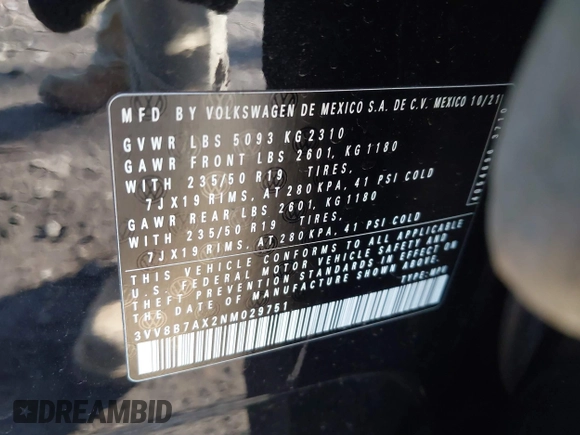 MFD BY VOLKSWAGEN DE MEXICO S.A. DE C.V. MEXICO 10/21
GVWR LBS 5093 KG 2310
GAWR FRONT LBS 2601, KG 1180
WITH 235/50 R19 TIRES,
7JX19 RIMS, AT 280 KPA, 41 PSI COLD
GAWR REAR LBS 2601, KG 1180
WITH 235/50 R19 TIRES,
7JX19 RIMS, AT 280 KPA, 41 PSI COLD
THIS VEHICLE CONFORMS TO ALL APPLICABLE
U.S. FEDERAL MOTOR VEHICLE SAFETY AND
THEFT PREVENTION STANDARDS IN EFFECT ON
THE DATE OF MANUFACTURE SHOWN ABOVE.
TYPE: MPV
3VV8B7AX2NM029751
DREAMBID